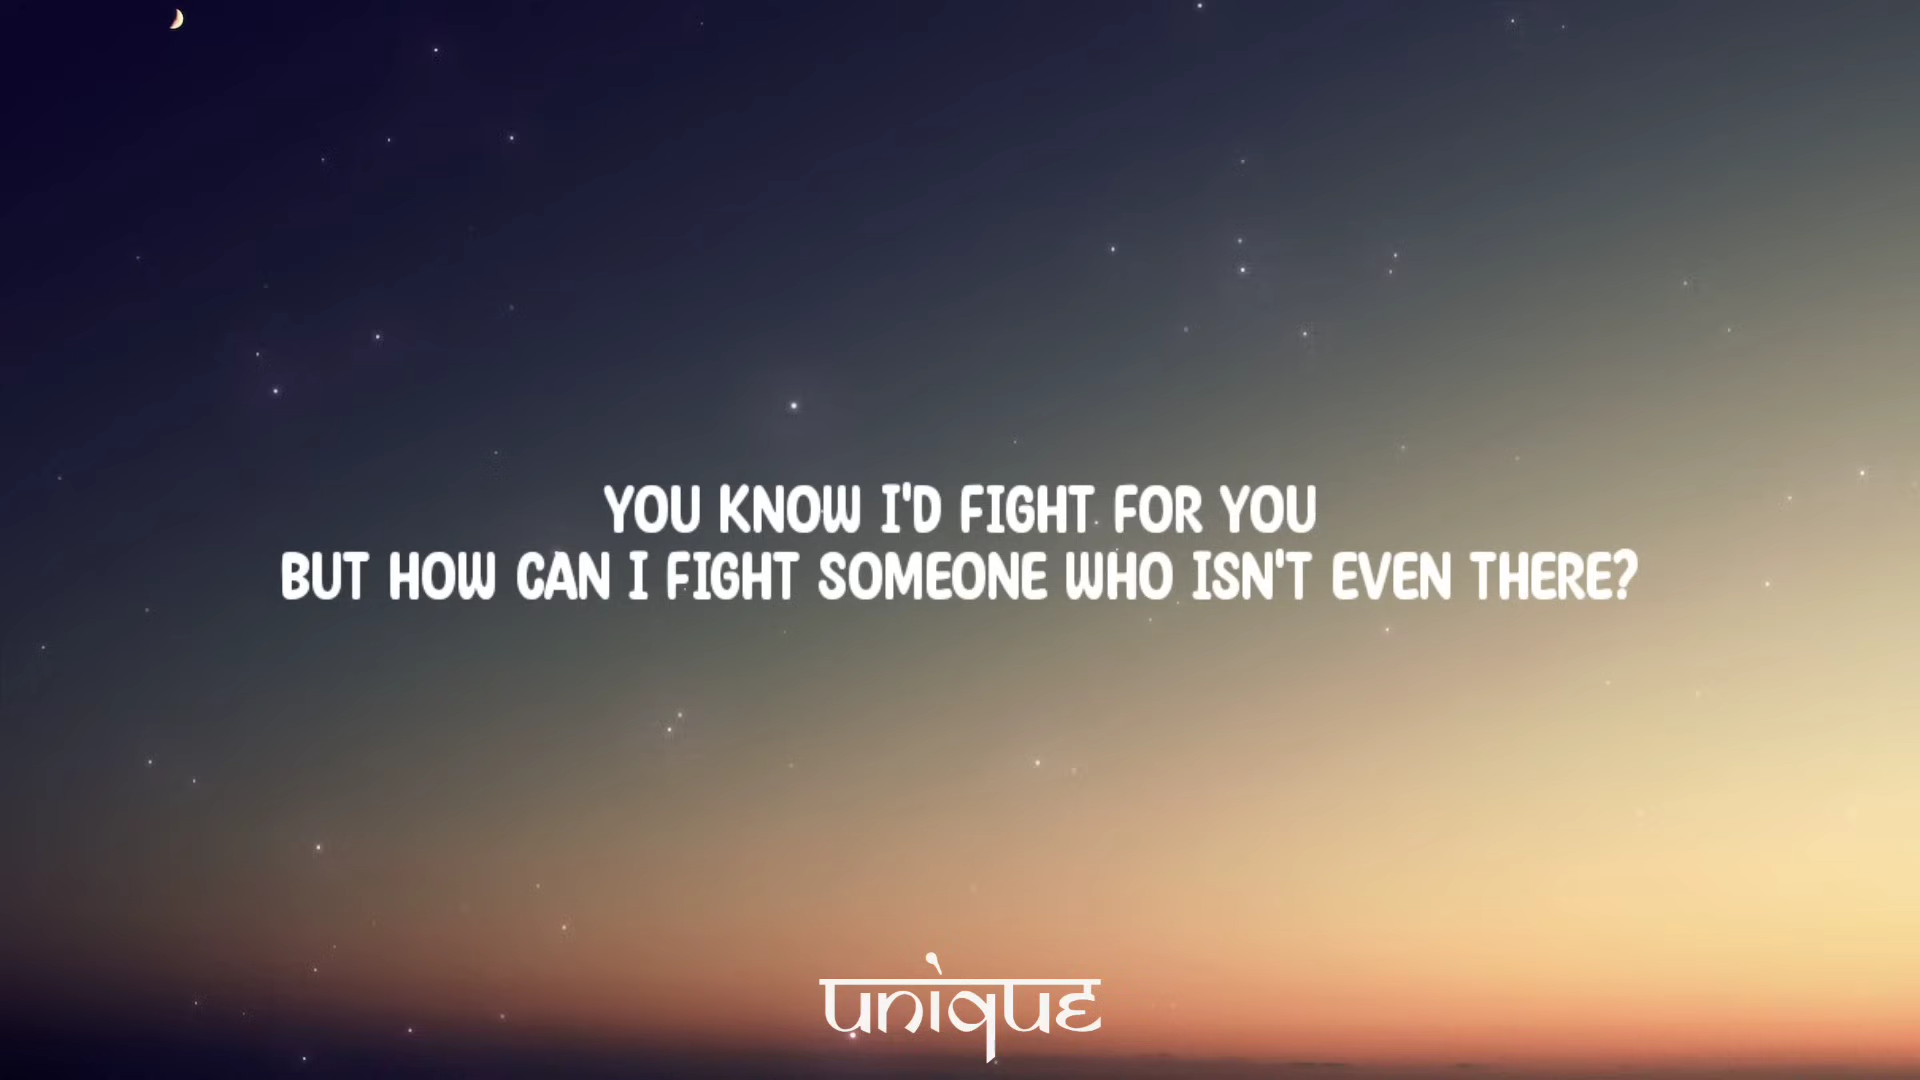 YOU KNOW I'D FIGHT FOR YOU
BUT HOW CAN I FIGHT SOMEONE WHO ISN'T EVEN THERE?
unique